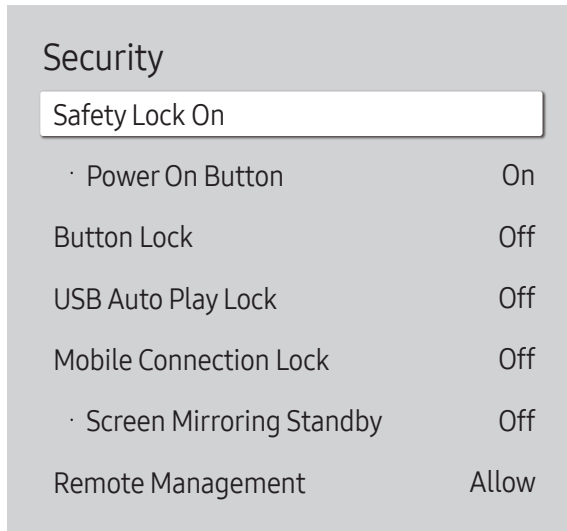 Security
Safety Lock On
· Power On Button On
Button Lock Off
USB Auto Play Lock Off
Mobile Connection Lock Off
· Screen Mirroring Standby Off
Remote Management Allow